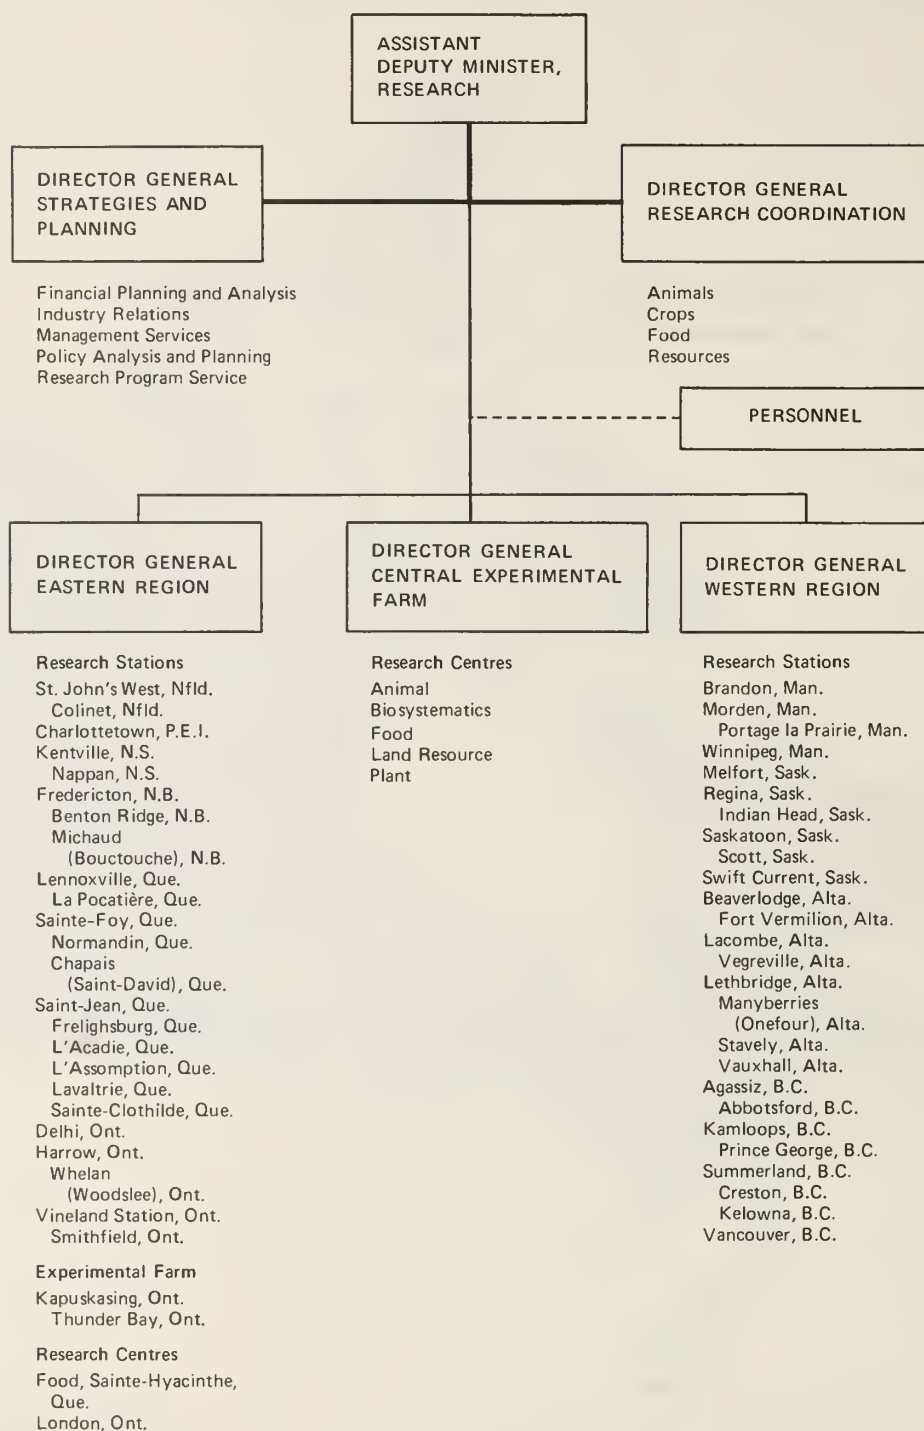 ASSISTANT
DEPUTY MINISTER,
RESEARCH
DIRECTOR GENERAL
STRATEGIES AND
PLANNING
Financial Planning and Analysis
Industry Relations
Management Services
Policy Analysis and Planning
Research Program Service
DIRECTOR GENERAL
RESEARCH COORDINATION
Animals
Crops
Food
Resources
PERSONNEL
DIRECTOR GENERAL
EASTERN REGION
Research Stations
St. John's West, Nfld.
Colinet, Nfld.
Charlottetown, P.E.I.
Kentville, N.S.
Nappan, N.S.
Fredericton, N.B.
Benton Ridge, N.B.
Michaud
(Bouctouche), N.B.
Lennoxville, Que.
La Pocatière, Que.
Sainte-Foy, Que.
Normandin, Que.
Chapais
(Saint-David), Que.
Saint-Jean, Que.
Frelighsburg, Que.
L'Acadie, Que.
L'Assomption, Que.
Lavaltrie, Que.
Sainte-Clothilde, Que.
Delhi, Ont.
Harrow, Ont.
Whelan
(Woodslee), Ont.
Vineland Station, Ont.
Smithfield, Ont.
Experimental Farm
Kapuskasing, Ont.
Thunder Bay, Ont.
Research Centres
Food, Sainte-Hyacinthe,
Que.
London, Ont.
DIRECTOR GENERAL
CENTRAL EXPERIMENTAL
FARM
Research Centres
Animal
Biosystematics
Food
Land Resource
Plant
DIRECTOR GENERAL
WESTERN REGION
Research Stations
Brandon, Man.
Morden, Man.
Portage la Prairie, Man.
Winnipeg, Man.
Melfort, Sask.
Regina, Sask.
Indian Head, Sask.
Saskatoon, Sask.
Scott, Sask.
Swift Current, Sask.
Beaverlodge, Alta.
Fort Vermilion, Alta.
Lacombe, Alta.
Vegreville, Alta.
Lethbridge, Alta.
Manyberries
(Onefour), Alta.
Stavely, Alta.
Vauxhall, Alta.
Agassiz, B.C.
Abbotsford, B.C.
Kamloops, B.C.
Prince George, B.C.
Summerland, B.C.
Creston, B.C.
Kelowna, B.C.
Vancouver, B.C.